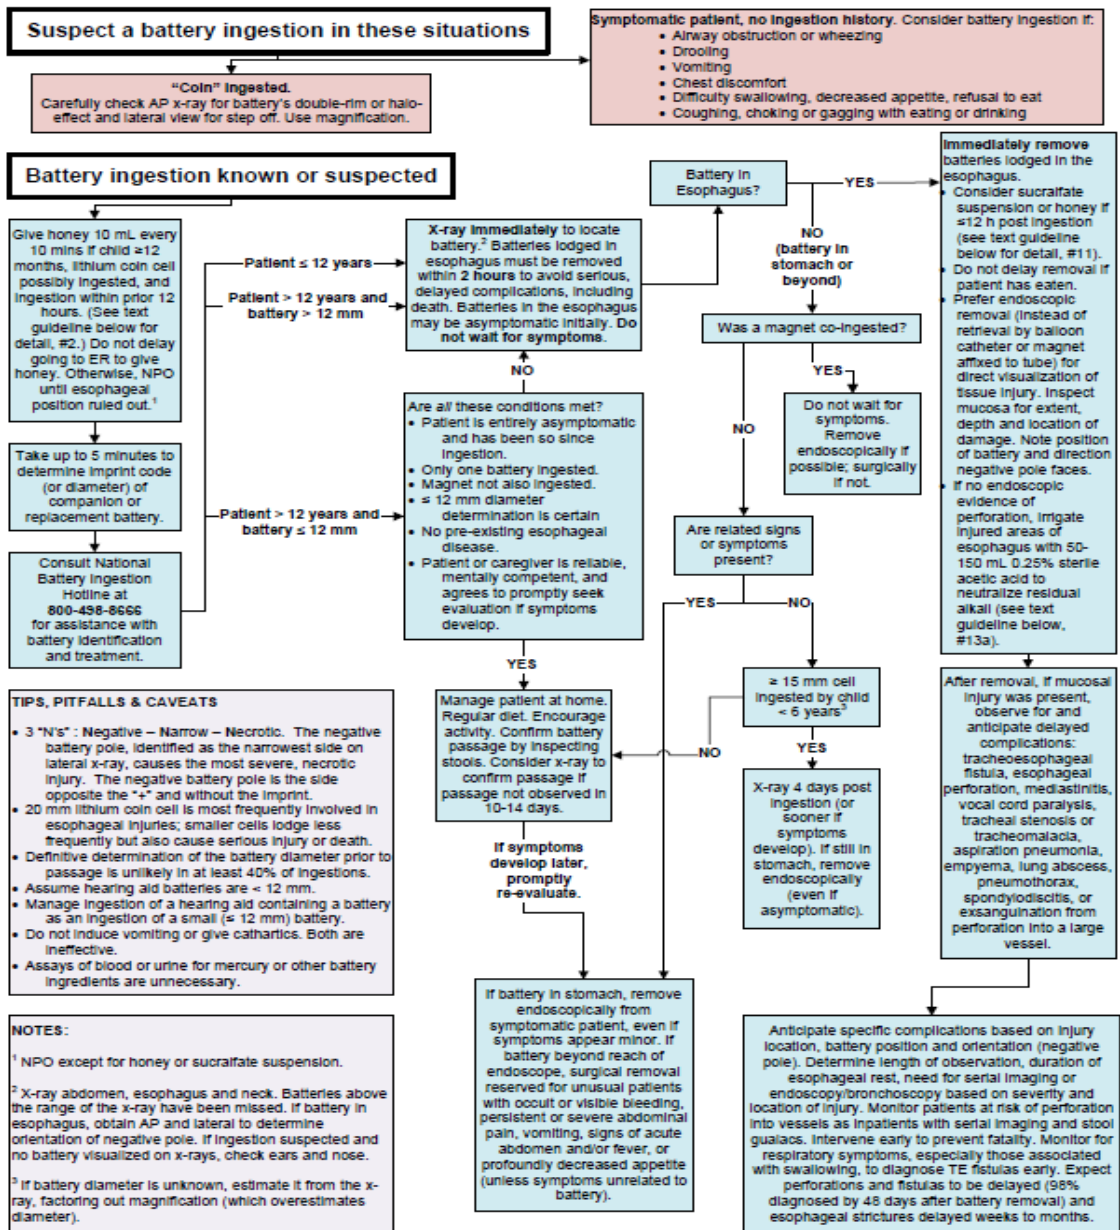 Suspect a battery ingestion in these situations
Symptomatic patient, no ingestion history. Consider battery ingestion if:
• Airway obstruction or wheezing
• Drooling
• Vomiting
• Chest discomfort
• Difficulty swallowing, decreased appetite, refusal to eat
• Coughing, choking or gagging with eating or drinking
“Coin” Ingested.
Carefully check AP x-ray for battery's double-rim or halo-
effect and lateral view for step off. Use magnification.
Battery ingestion known or suspected
Give honey 10 mL every
10 mins if child ≥12
months, lithium coin cell
possibly ingested, and
ingestion within prior 12
hours. (See text
guideline below for
detail, #2.) Do not delay
going to ER to give
honey. Otherwise, NPO
until esophageal
position ruled out.1
Take up to 5 minutes to
determine imprint code
(or diameter) of
companion or
replacement battery.
Consult National
Battery Ingestion
Hotline at
800-498-8666
for assistance with
battery identification
and treatment.
Patient ≤ 12 years
Patient > 12 years and
battery > 12 mm
Patient > 12 years and
battery ≤ 12 mm
X-ray immediately to locate
battery.2 Batteries lodged in
esophagus must be removed
within 2 hours to avoid serious,
delayed complications, including
death. Batteries in the esophagus
may be asymptomatic initially. Do
not wait for symptoms.
NO
Are all these conditions met?
• Patient is entirely asymptomatic
and has been so since
ingestion.
• Only one battery ingested.
• Magnet not also ingested.
• ≤ 12 mm diameter
determination is certain
• No pre-existing esophageal
disease.
• Patient or caregiver is reliable,
mentally competent, and
agrees to promptly seek
evaluation if symptoms
develop.
YES
Manage patient at home.
Regular diet. Encourage
activity. Confirm battery
passage by inspecting
stools. Consider x-ray to
confirm passage if
passage not observed in
10-14 days.
If symptoms
develop later,
promptly
re-evaluate.
If battery in stomach, remove
endoscopically from
symptomatic patient, even if
symptoms appear minor. If
battery beyond reach of
endoscope, surgical removal
reserved for unusual patients
with occult or visible bleeding,
persistent or severe abdominal
pain, vomiting, signs of acute
abdomen and/or fever, or
profoundly decreased appetite
(unless symptoms unrelated to
battery).
Battery in
Esophagus?
YES
NO
(battery in
stomach or
beyond)
Was a magnet co-ingested?
YES
NO
Do not wait for
symptoms.
Remove
endoscopically if
possible; surgically
if not.
Are related signs
or symptoms
present?
YES
NO
≥ 15 mm cell
ingested by child
< 6 years3
NO
YES
X-ray 4 days post
ingestion (or
sooner if
symptoms
develop). If still in
stomach, remove
endoscopically
(even if
asymptomatic).
Immediately remove
batteries lodged in the
esophagus.
• Consider sucralfate
suspension or honey if
≤12 h post ingestion
(see text guideline
below for detail, #11).
• Do not delay removal if
patient has eaten.
• Prefer endoscopic
removal (instead of
retrieval by balloon
catheter or magnet
affixed to tube) for
direct visualization of
tissue injury. Inspect
mucosa for extent,
depth and location of
damage. Note position
of battery and direction
negative pole faces.
• If no endoscopic
evidence of
perforation, irrigate
injured areas of
esophagus with 50-
150 mL 0.25% sterile
acetic acid to
neutralize residual
alkali (see text
guideline below,
#13a).
After removal, if mucosal
injury was present,
observe for and
anticipate delayed
complications:
tracheoesophageal
fistula, esophageal
perforation, mediastinitis,
vocal cord paralysis,
tracheal stenosis or
tracheomalacia,
aspiration pneumonia,
empyema, lung abscess,
pneumothorax,
spondylodiscitis, or
exsanguination from
perforation into a large
vessel.
Anticipate specific complications based on injury
location, battery position and orientation (negative
pole). Determine length of observation, duration of
esophageal rest, need for serial imaging or
endoscopy/bronchoscopy based on severity and
location of injury. Monitor patients at risk of perforation
into vessels as inpatients with serial imaging and stool
guaiacs. Intervene early to prevent fatality. Monitor for
respiratory symptoms, especially those associated
with swallowing, to diagnose TE fistulas early. Expect
perforations and fistulas to be delayed (98%
diagnosed by 48 days after battery removal) and
esophageal strictures delayed weeks to months.
TIPS, PITFALLS & CAVEATS
• 3 "N's" : Negative – Narrow – Necrotic. The negative
battery pole, identified as the narrowest side on
lateral x-ray, causes the most severe, necrotic
injury. The negative battery pole is the side
opposite the "+" and without the imprint.
• 20 mm lithium coin cell is most frequently involved in
esophageal injuries; smaller cells lodge less
frequently but also cause serious injury or death.
• Definitive determination of the battery diameter prior to
passage is unlikely in at least 40% of ingestions.
• Assume hearing aid batteries are < 12 mm.
• Manage ingestion of a hearing aid containing a battery
as an ingestion of a small (≤ 12 mm) battery.
• Do not induce vomiting or give cathartics. Both are
ineffective.
• Assays of blood or urine for mercury or other battery
ingredients are unnecessary.
NOTES:
1 NPO except for honey or sucralfate suspension.
2 X-ray abdomen, esophagus and neck. Batteries above
the range of the x-ray have been missed. If battery in
esophagus, obtain AP and lateral to determine
orientation of negative pole. If ingestion suspected and
no battery visualized on x-rays, check ears and nose.
3 If battery diameter is unknown, estimate it from the x-
ray, factoring out magnification (which overestimates
diameter).